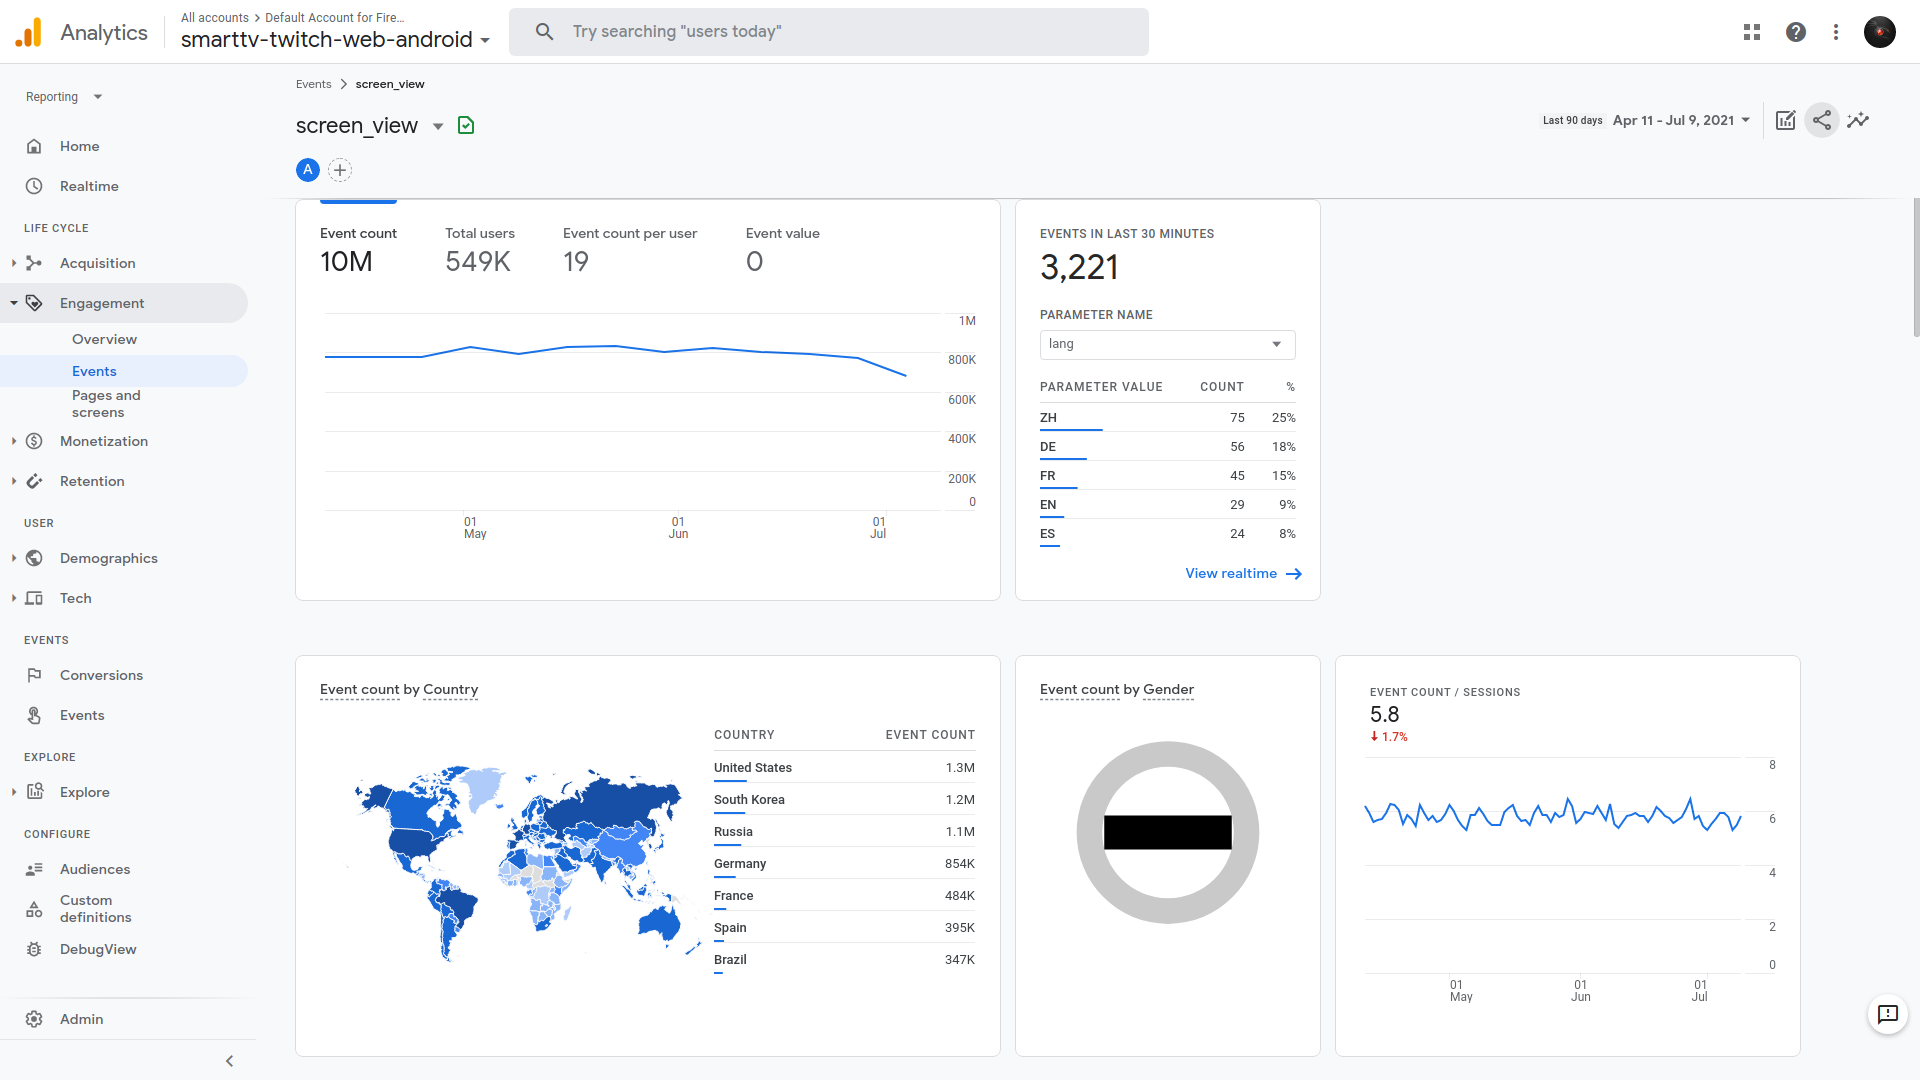 Analytics
All accounts > Default Account for Fire...
smarttv-twitch-web-android
Try searching "users today"
Reporting
Home
Realtime
LIFE CYCLE
Acquisition
Engagement
Overview
Events
Pages and
screens
Monetization
Retention
USER
Demographics
Tech
EVENTS
Conversions
Events
EXPLORE
Explore
CONFIGURE
Audiences
Custom
definitions
DebugView
Admin
Events > screen_view
screen_view
Last 90 days Apr 11 - Jul 9, 2021
A
Event count Total users Event count per user Event value
10M 549K 19 0
1M
800K
600K
400K
200K
0
01 01 01
May Jun Jul
EVENTS IN LAST 30 MINUTES
3,221
PARAMETER NAME
lang
PARAMETER VALUE COUNT %
ZH 75 25%
DE 56 18%
FR 45 15%
EN 29 9%
ES 24 8%
View realtime
Event count by Country
COUNTRY EVENT COUNT
United States 1.3M
South Korea 1.2M
Russia 1.1M
Germany 854K
France 484K
Spain 395K
Brazil 347K
Event count by Gender
EVENT COUNT / SESSIONS
5.8
1.7%
8
6
4
2
0
01 01 01
May Jun Jul